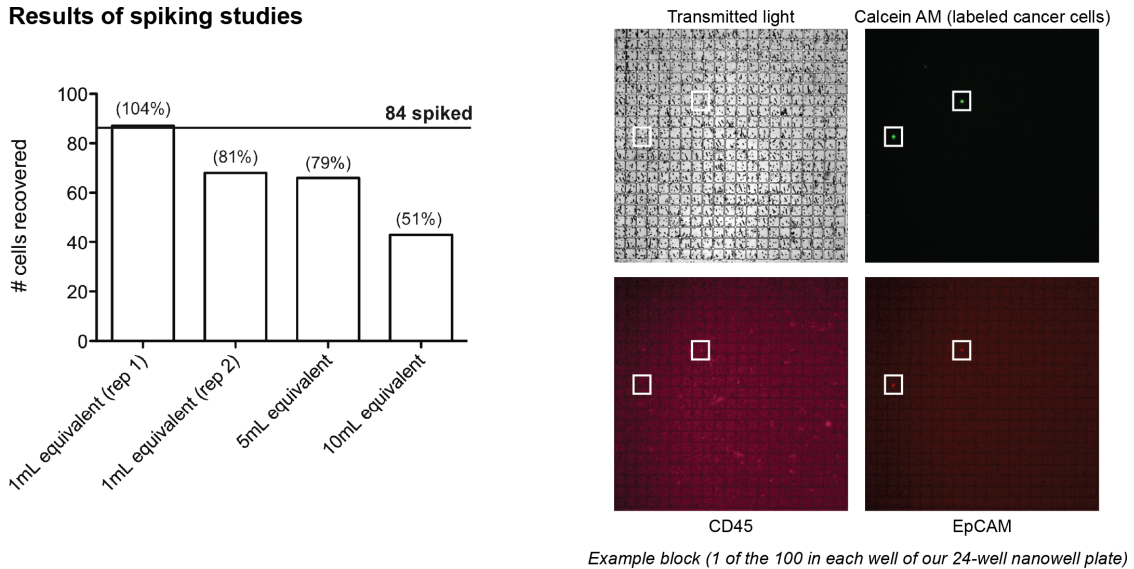 Results of spiking studies
100
80
60
40
20
0
# cells recovered
84 spiked
(104%)
(81%)
(79%)
(51%)
1mL equivalent (rep 1)
1mL equivalent (rep 2)
5mL equivalent
10mL equivalent
Transmitted light
Calcein AM (labeled cancer cells)
CD45
EpCAM
Example block (1 of the 100 in each well of our 24-well nanowell plate)